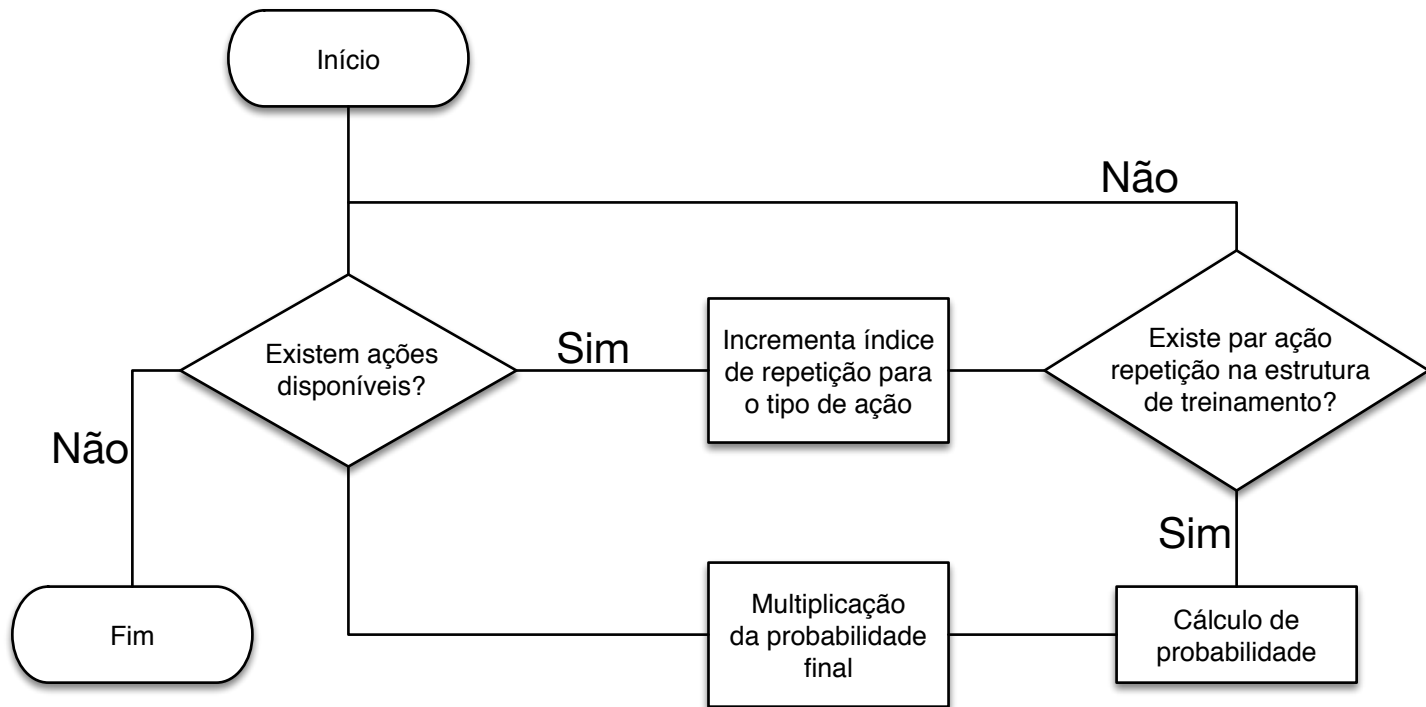 Início
Não
Existem ações
disponíveis?
Sim
Incrementa índice
de repetição para
o tipo de ação
Existe par ação
repetição na estrutura
de treinamento?
Não
Sim
Fim
Multiplicação
da probabilidade
final
Cálculo de
probabilidade